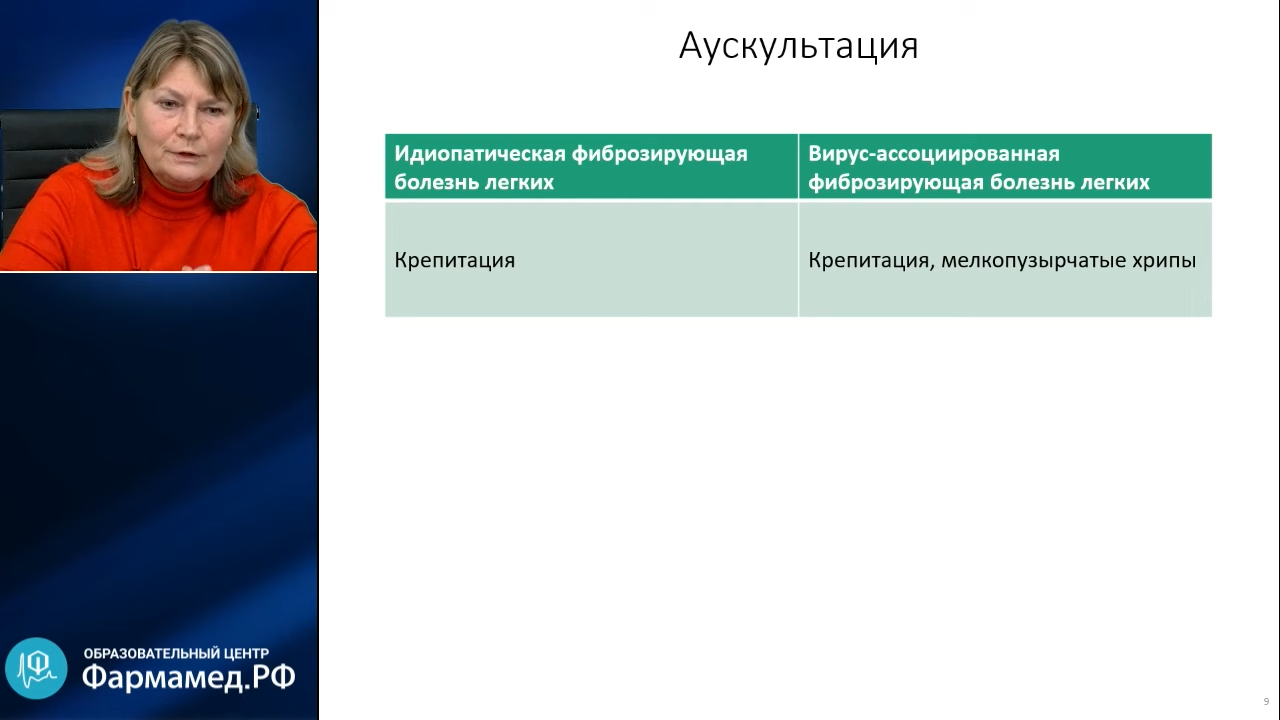 Аускультация
Идиопатическая фиброзирующая
болезнь легких
Вирус-ассоциированная
фиброзирующая болезнь легких
Крепитация
Крепитация, мелкопузырчатые хрипы
ОБРАЗОВАТЕЛЬНЫЙ ЦЕНТР
Фармамед.РФ
9